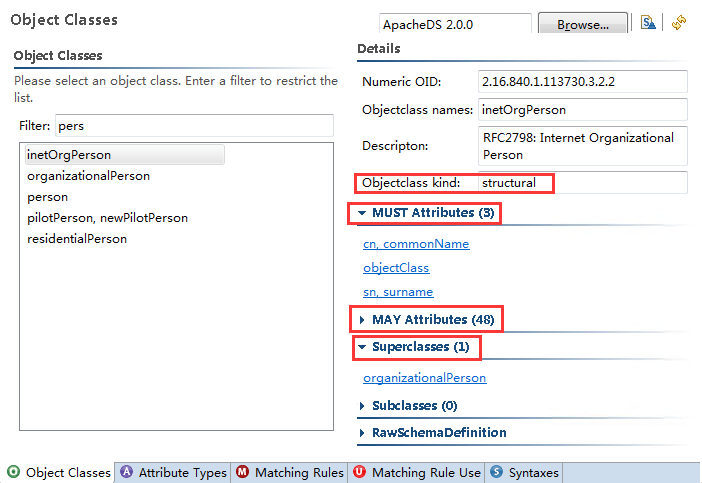 Object Classes
ApacheDS 2.0.0
Browse...
Object Classes
Please select an object class. Enter a filter to restrict the
list.
Filter: pers
inetOrgPerson
organizationalPerson
person
pilotPerson, newPilotPerson
residentialPerson
Details
Numeric OID: 2.16.840.1.113730.3.2.2
Objectclass names: inetOrgPerson
Descripton: RFC2798: Internet Organizational
Person
Objectclass kind: structural
MUST Attributes (3)
cn, commonName
objectClass
sn, surname
MAY Attributes (48)
Superclasses (1)
organizationalPerson
Subclasses (0)
RawSchemaDefinition
O Object Classes A Attribute Types M Matching Rules U Matching Rule Use S Syntaxes